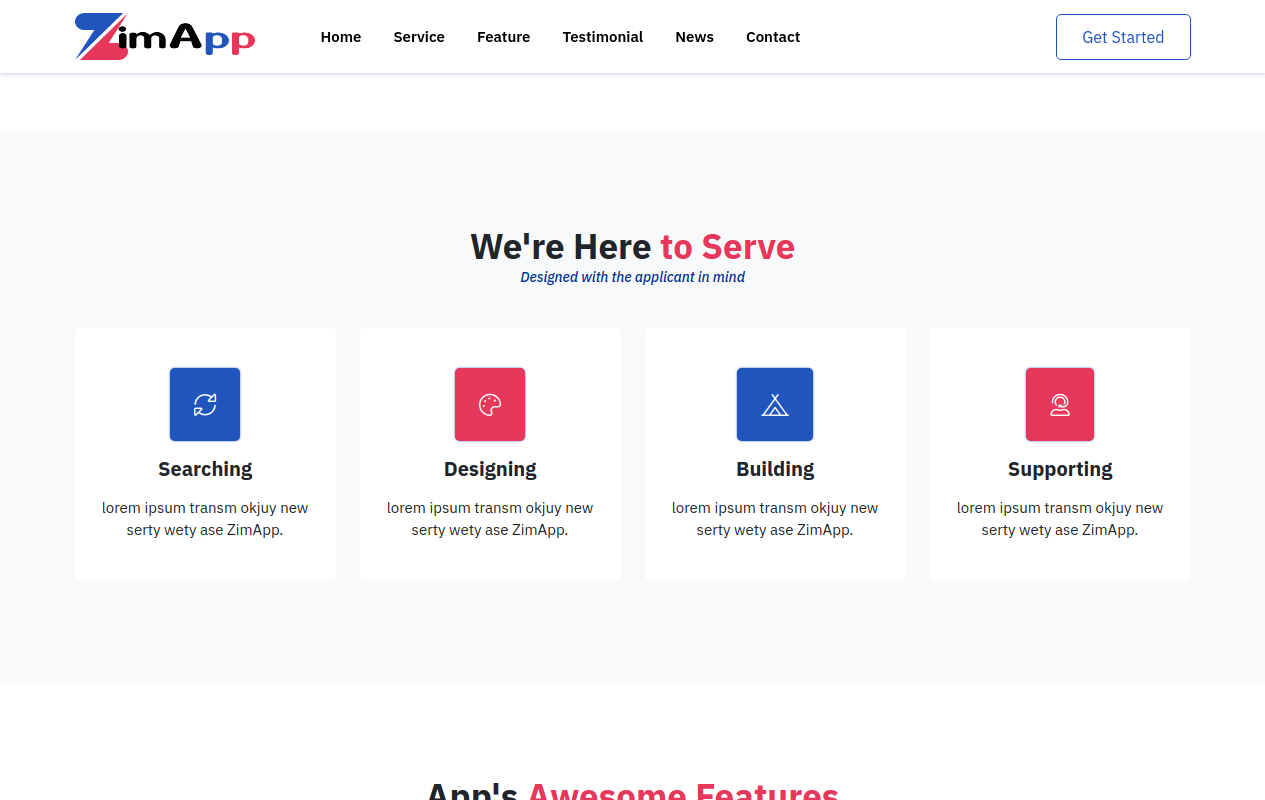 ZimApp
Home Service Feature Testimonial News Contact
Get Started
We're Here to Serve
Designed with the applicant in mind
Searching
lorem ipsum transm okjuy new
serty wety ase ZimApp.
Designing
lorem ipsum transm okjuy new
serty wety ase ZimApp.
Building
lorem ipsum transm okjuy new
serty wety ase ZimApp.
Supporting
lorem ipsum transm okjuy new
serty wety ase ZimApp.
App's Awesome Features